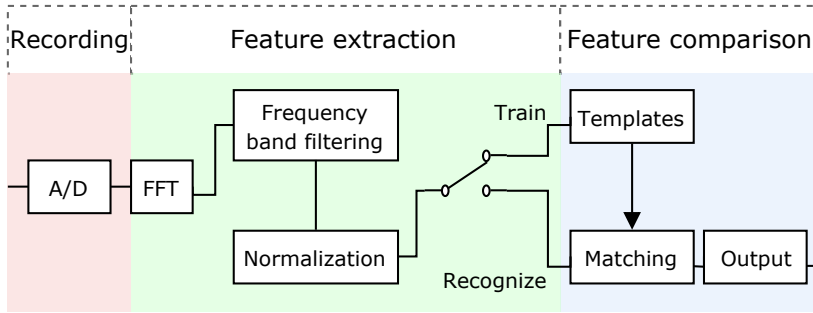 Recording
Feature extraction
Feature comparison
Frequency
band filtering
Train
Templates
A/D
FFT
Normalization
Recognize
Matching
Output